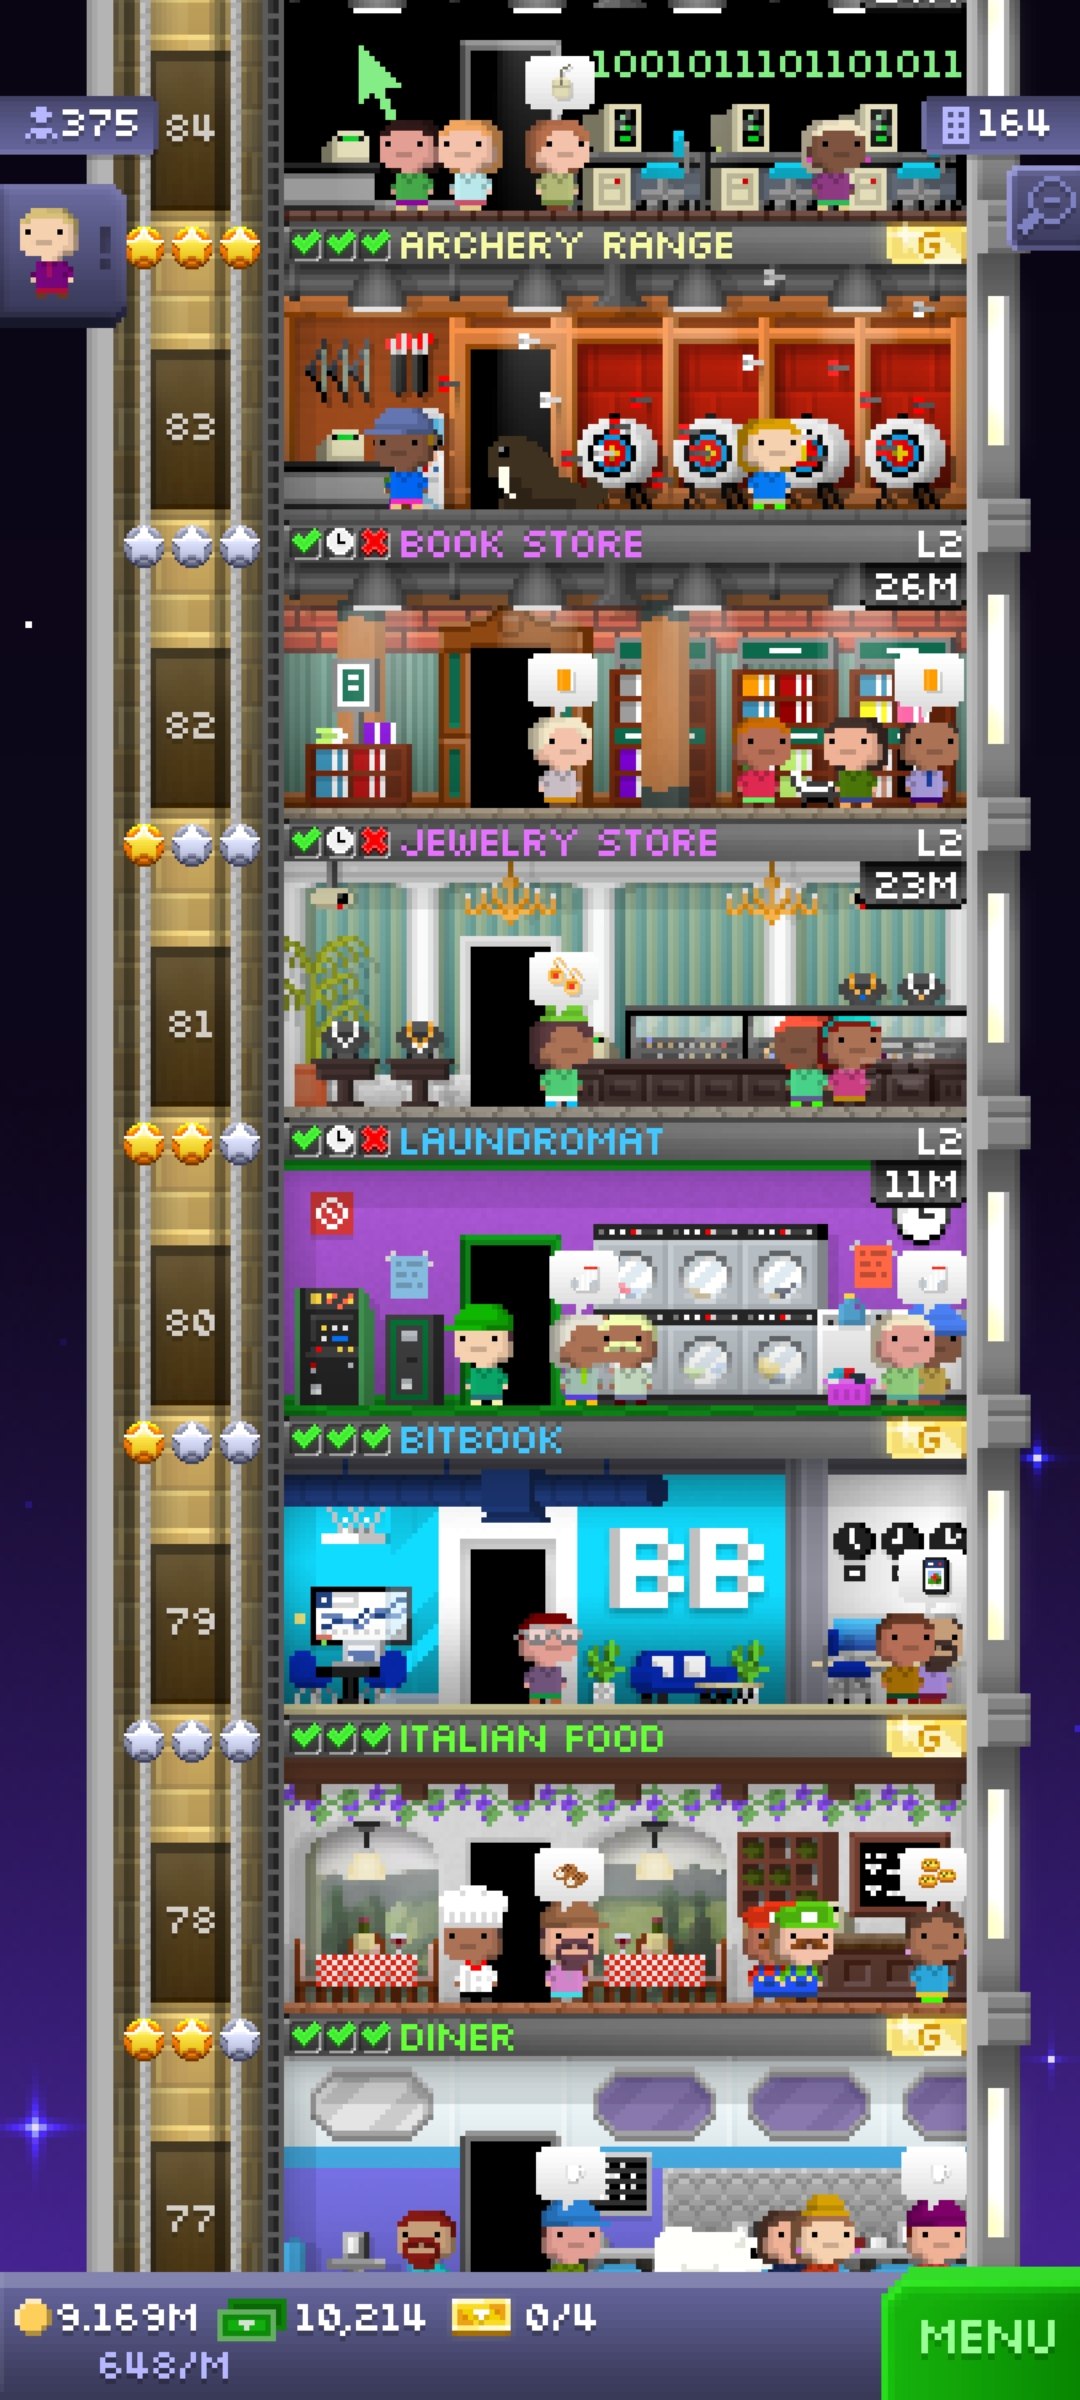 1001011101101011
375
84
164
ARCHERY RANGE G
83
BOOK STORE L2
26M
82
JEWELRY STORE L2
23M
81
LAUNDROMAT L2
11M
80
BITBOOK G
BB
79
ITALIAN FOOD G
78
DINER G
77
9.169M 10,214 0/4
648/M
MENU